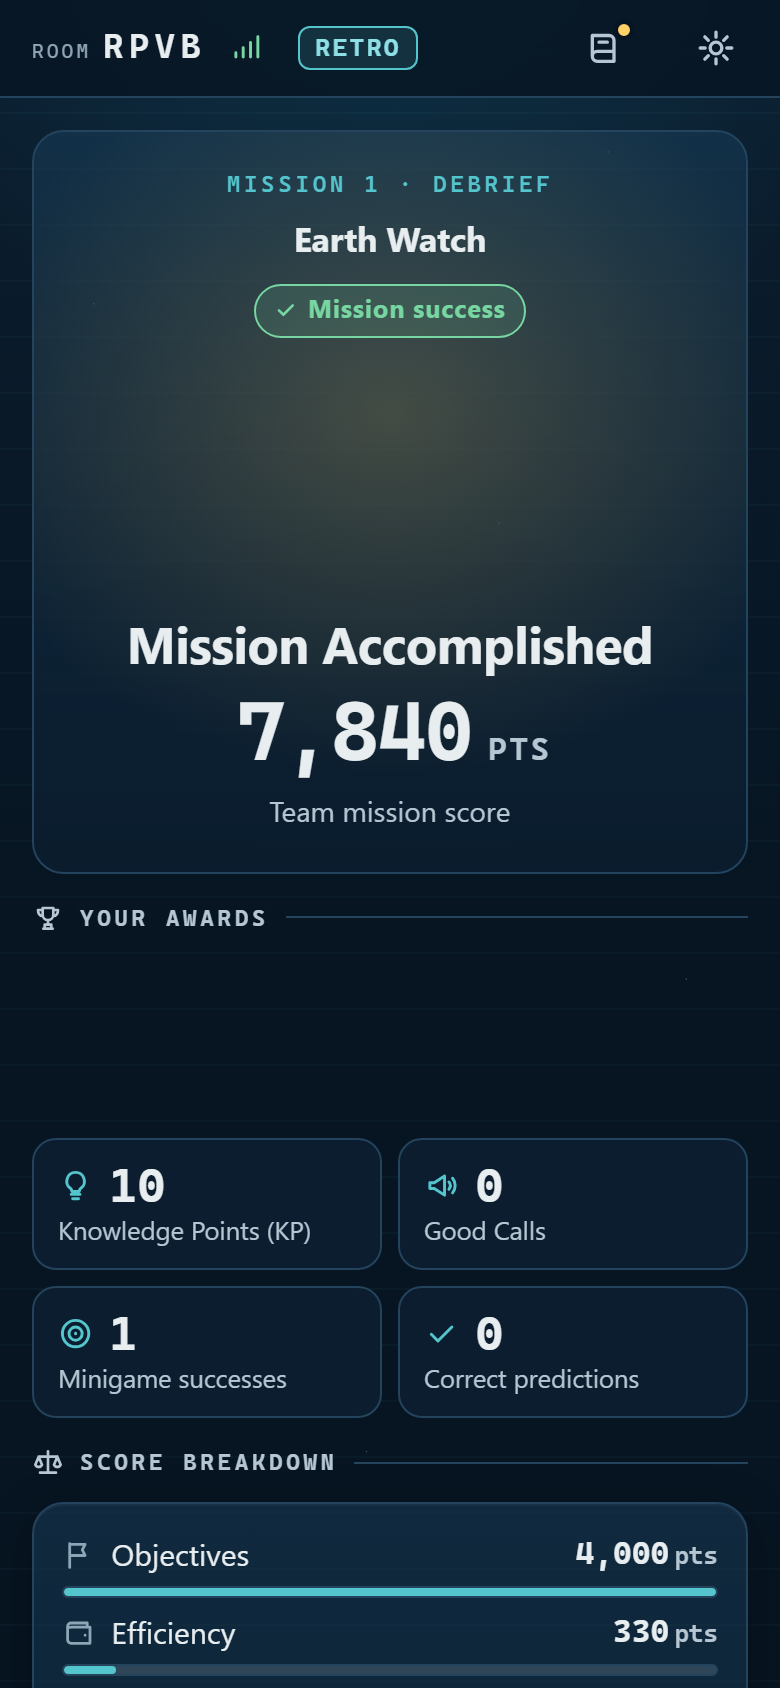 ROOM RPVB RETRO
MISSION 1 · DEBRIEF
Earth Watch
Mission success
Mission Accomplished
7,840 PTS
Team mission score
YOUR AWARDS
10
Knowledge Points (KP)
0
Good Calls
1
Minigame successes
0
Correct predictions
SCORE BREAKDOWN
Objectives 4,000 pts
Efficiency 330 pts